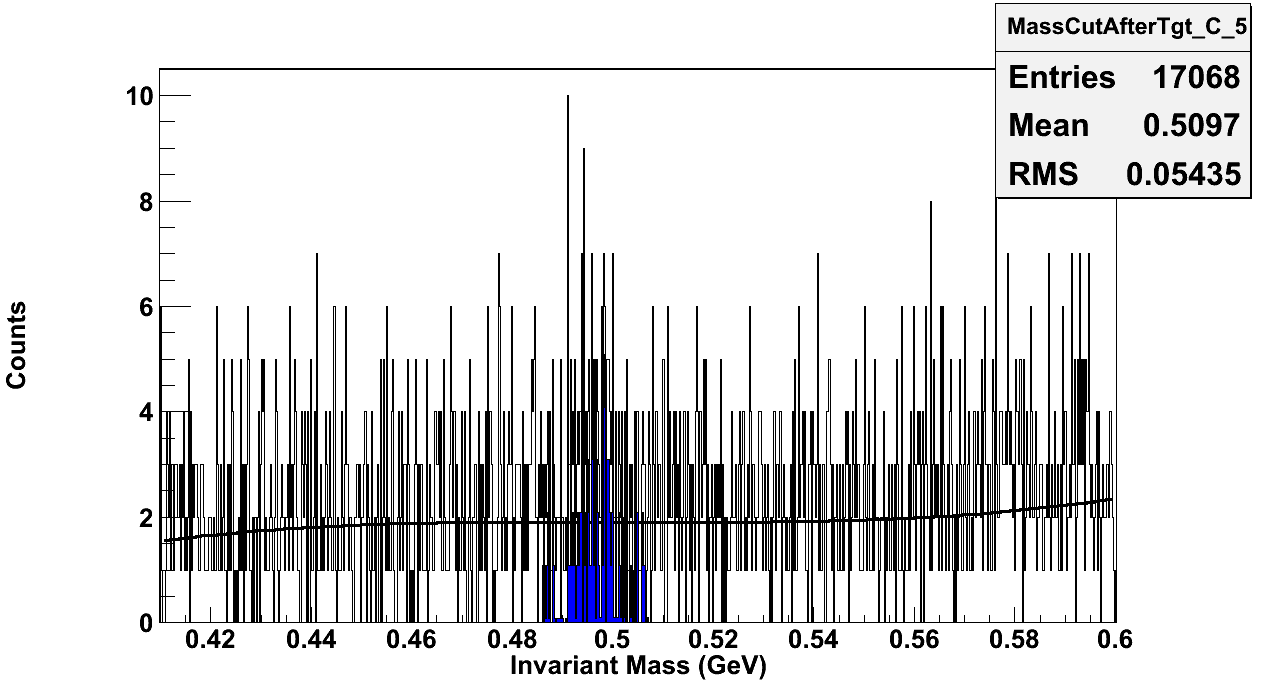 MassCutAfterTgt_C_5
Entries 17068
Mean 0.5097
RMS 0.05435
Counts
10
8
6
4
2
0
0.42 0.44 0.46 0.48 0.5 0.52 0.54 0.56 0.58 0.6
Invariant Mass (GeV)